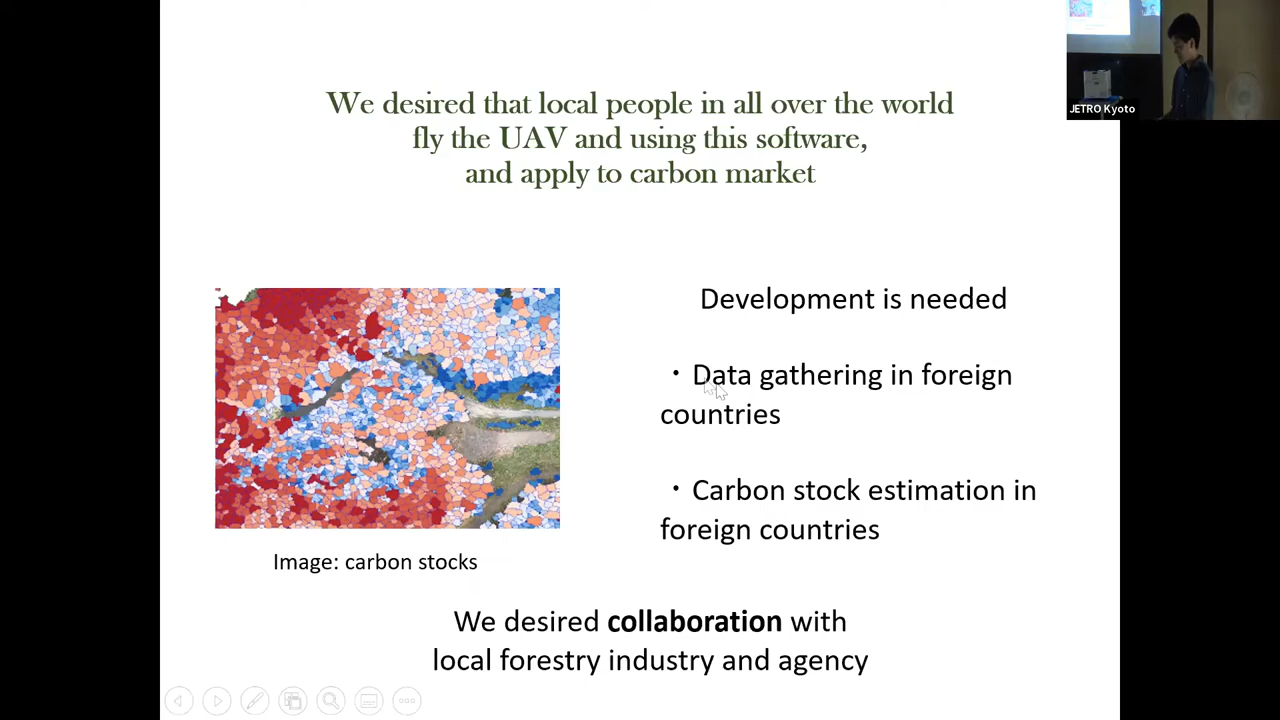 We desired that local people in all over the world
fly the UAV and using this software,
and apply to carbon market
JETRO Kyoto
Development is needed
・Data gathering in foreign
countries
・Carbon stock estimation in
foreign countries
Image: carbon stocks
We desired collaboration with
local forestry industry and agency